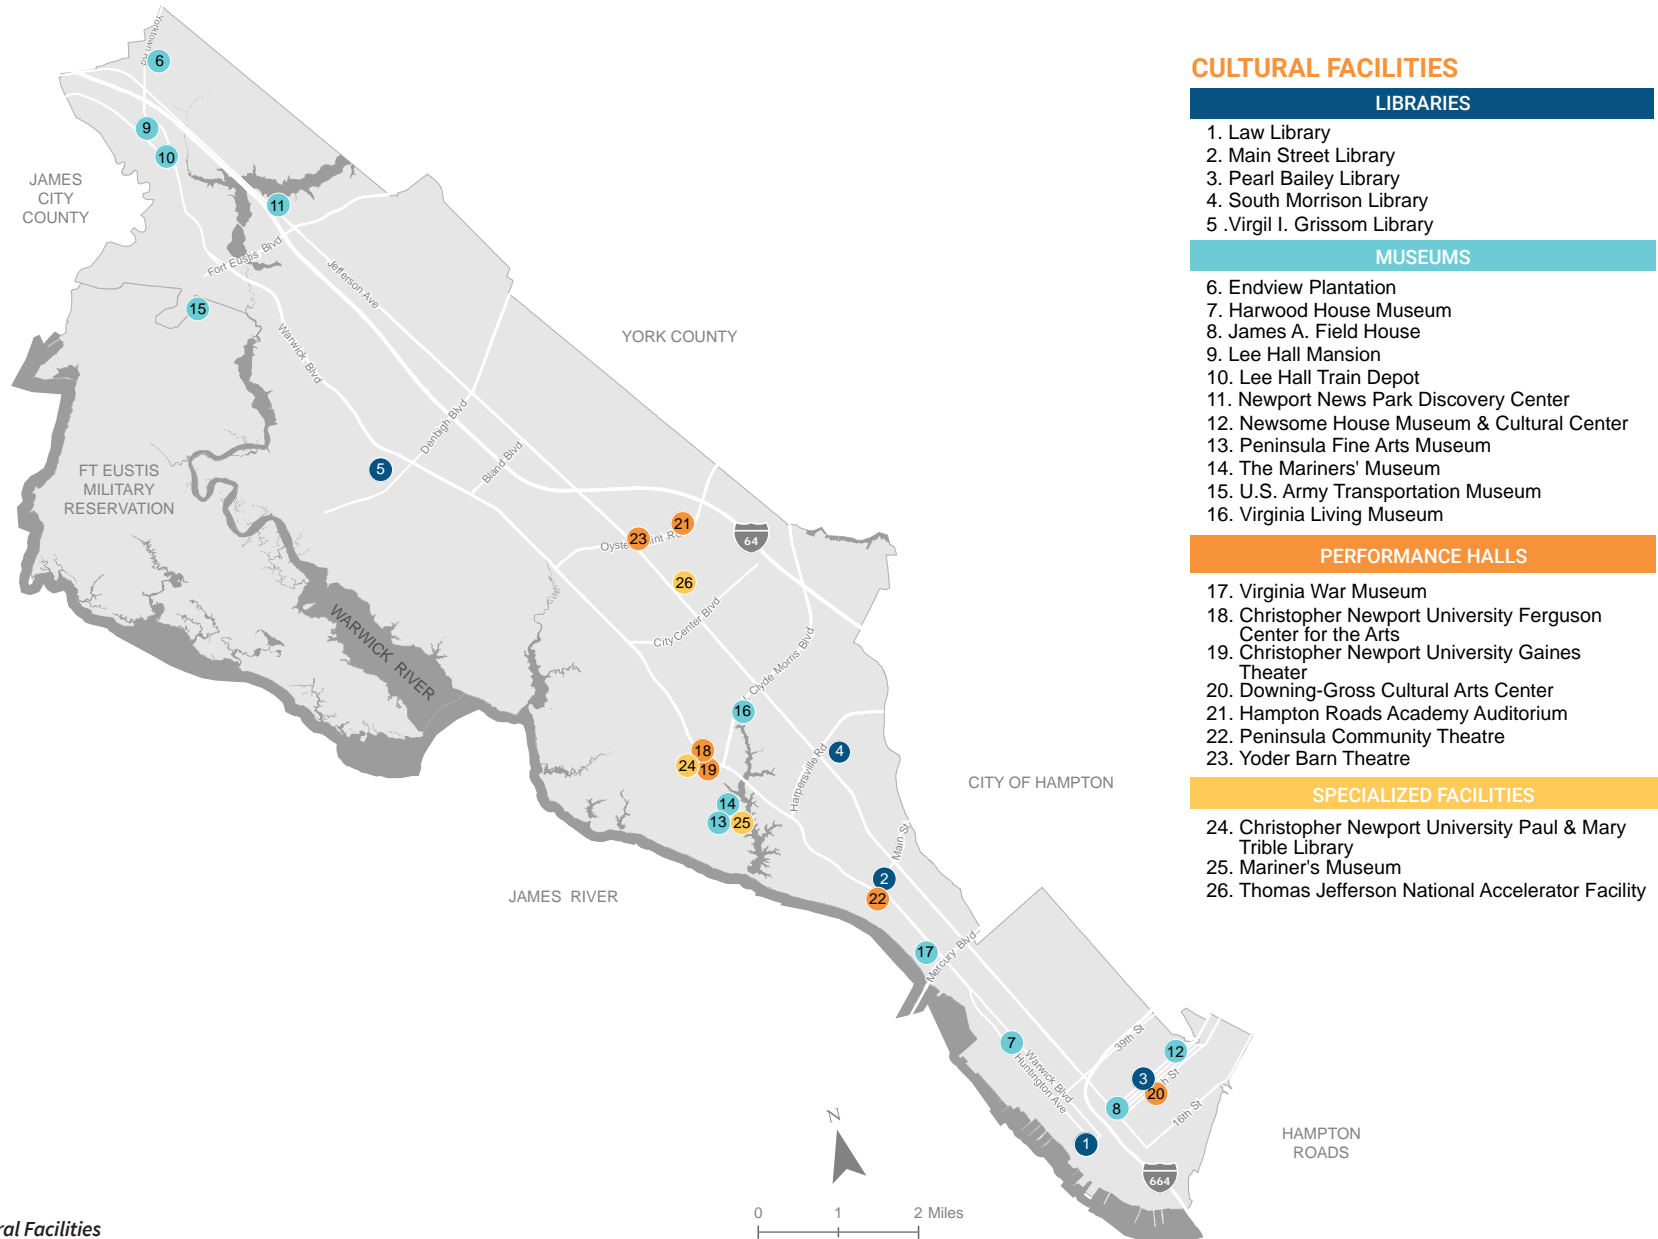 CULTURAL FACILITIES
LIBRARIES
1. Law Library
2. Main Street Library
3. Pearl Bailey Library
4. South Morrison Library
5 .Virgil I. Grissom Library
MUSEUMS
6. Endview Plantation
7. Harwood House Museum
8. James A. Field House
9. Lee Hall Mansion
10. Lee Hall Train Depot
11. Newport News Park Discovery Center
12. Newsome House Museum & Cultural Center
13. Peninsula Fine Arts Museum
14. The Mariners' Museum
15. U.S. Army Transportation Museum
16. Virginia Living Museum
PERFORMANCE HALLS
17. Virginia War Museum
18. Christopher Newport University Ferguson
Center for the Arts
19. Christopher Newport University Gaines
Theater
20. Downing-Gross Cultural Arts Center
21. Hampton Roads Academy Auditorium
22. Peninsula Community Theatre
23. Yoder Barn Theatre
SPECIALIZED FACILITIES
24. Christopher Newport University Paul & Mary
Trible Library
25. Mariner's Museum
26. Thomas Jefferson National Accelerator Facility
Yorktown Rd
6
9
10
JAMES
CITY
COUNTY
11
Fort Eustis Blvd
Jefferson Ave
15
YORK COUNTY
Warwick Blvd
Denbigh Blvd
Bland Blvd
5
FT EUSTIS
MILITARY
RESERVATION
21
23
64
26
City Center Blvd
WARWICK RIVER
J. Clyde Morris Blvd
16
18
4
24
19
Harpersville Rd
CITY OF HAMPTON
14
13
25
Main St
2
22
JAMES RIVER
17
Mercury Blvd
7
39th St
12
Warwick Blvd
Huntington Ave
3
20
8
16th St
1
HAMPTON
ROADS
664
N
0 1 2 Miles
ral Facilities